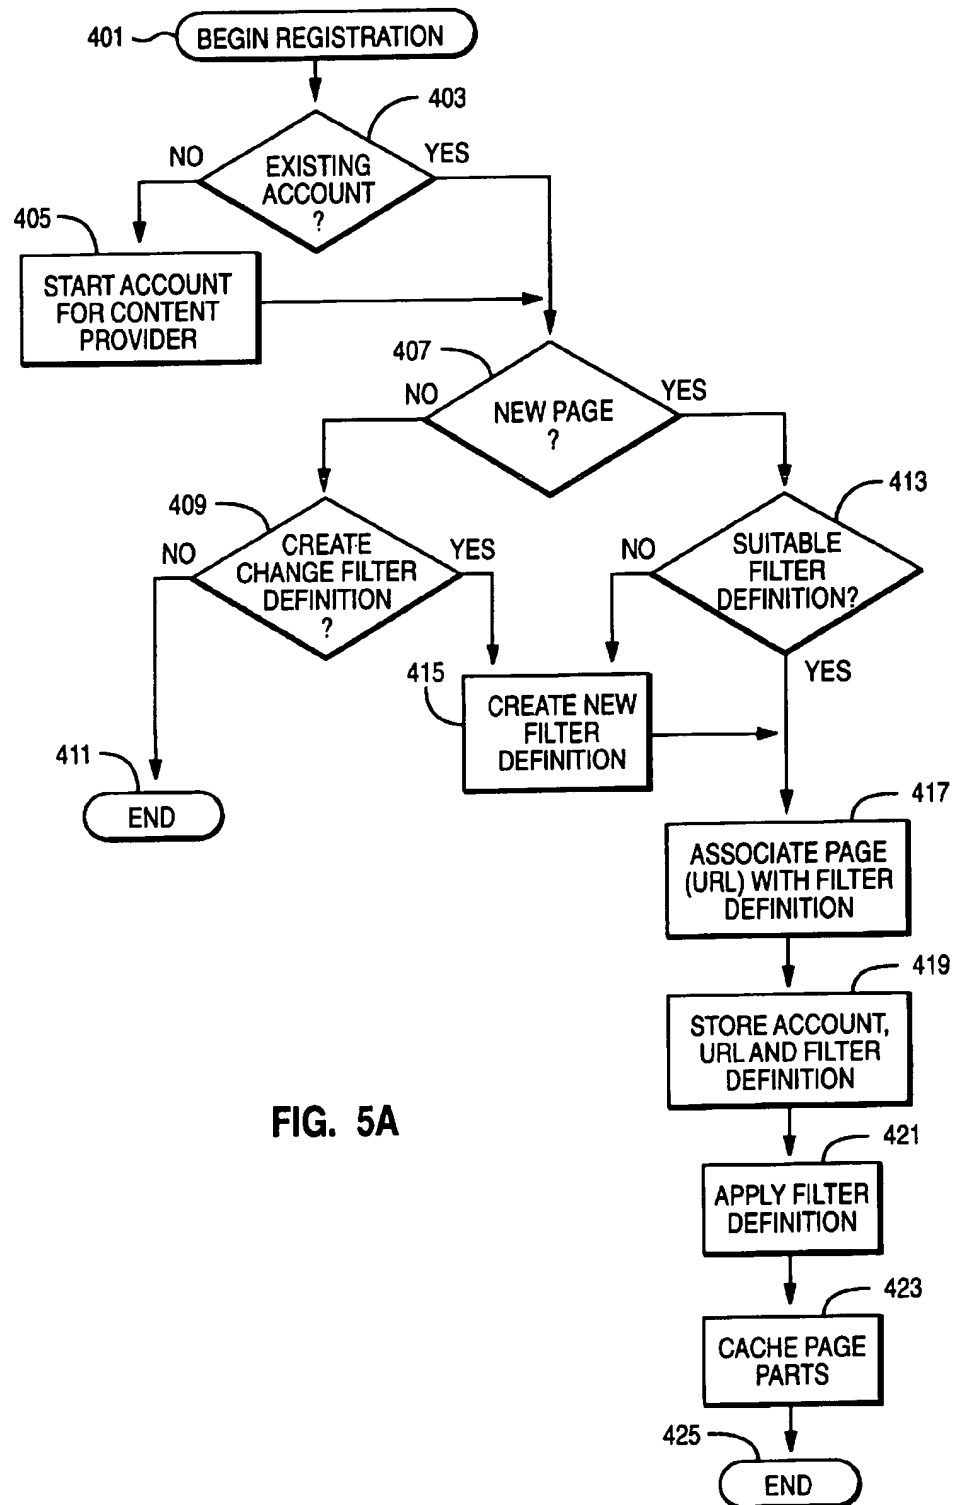 401
BEGIN REGISTRATION
403
NO
YES
EXISTING
ACCOUNT
?
405
START ACCOUNT
FOR CONTENT
PROVIDER
407
NO
YES
NEW PAGE
?
409
NO
YES
CREATE
CHANGE FILTER
DEFINITION
?
413
NO
SUITABLE
FILTER
DEFINITION?
YES
415
CREATE NEW
FILTER
DEFINITION
411
END
417
ASSOCIATE PAGE
(URL) WITH FILTER
DEFINITION
419
STORE ACCOUNT,
URL AND FILTER
DEFINITION
FIG. 5A
421
APPLY FILTER
DEFINITION
423
CACHE PAGE
PARTS
425
END